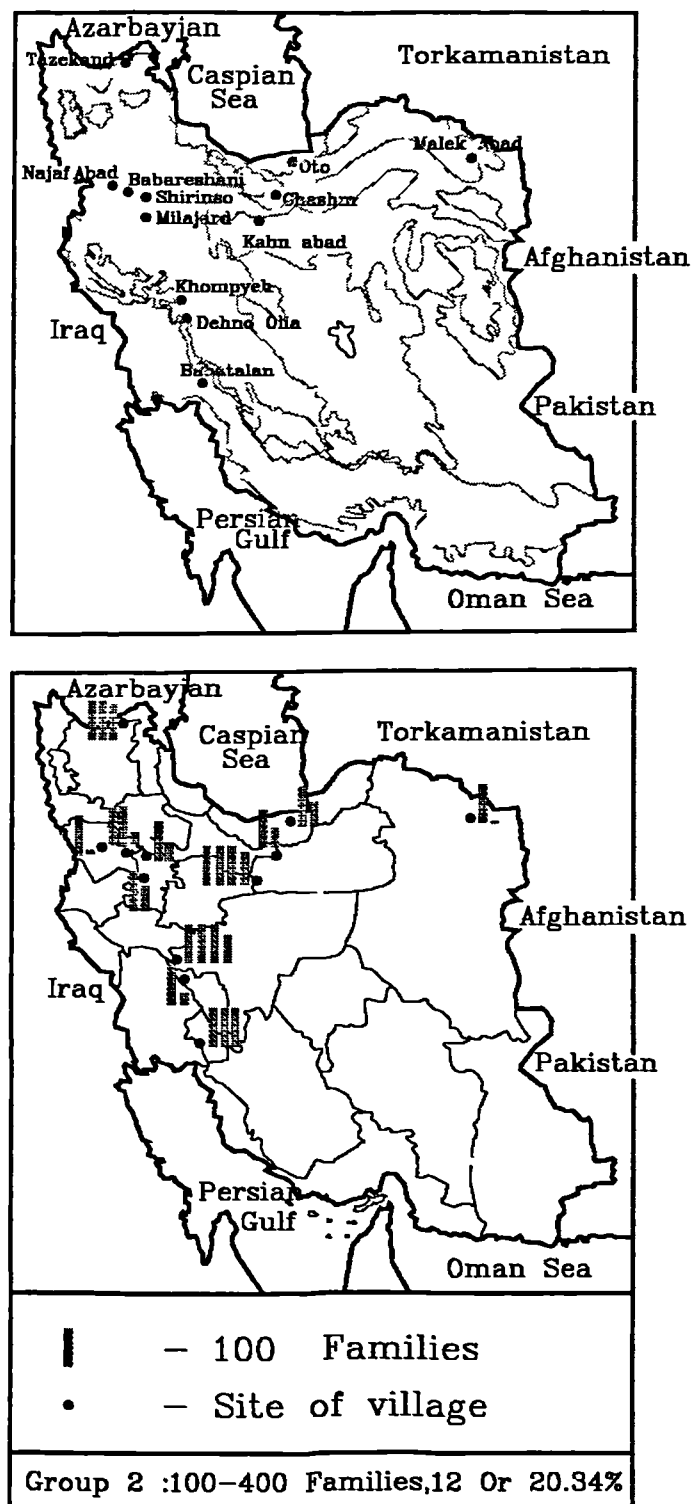 Azarbayjan
Tazekand
Caspian
Sea
Torkamanistan
Malek Abad
Oto
Najaf Abad
Babareshani
Shirinso
Chashm
Milajerd
Kahn abad
Afghanistan
Khompyeh
Iraq
Dehno Olia
Babatalan
Pakistan
Persian
Gulf
Oman Sea
Azarbayjan
Caspian
Sea
Torkamanistan
Afghanistan
Iraq
Pakistan
Persian
Gulf
Oman Sea
– 100 Families
– Site of village
Group 2 :100–400 Families,12 Or 20.34%